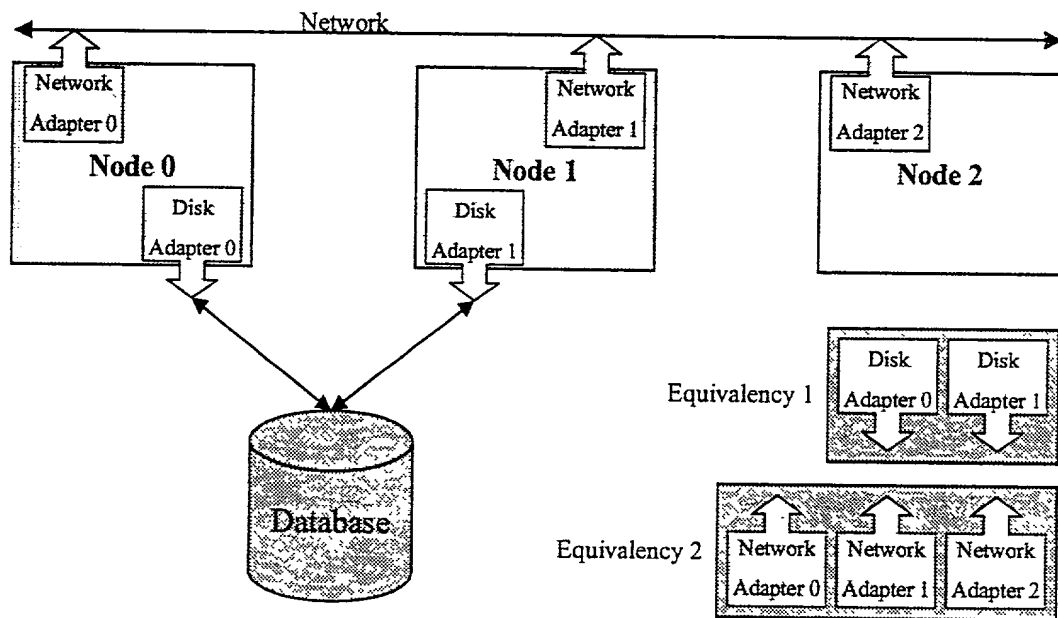 Network
Network
Adapter 0
Node 0
Disk
Adapter 0
Network
Adapter 1
Node 1
Disk
Adapter 1
Network
Adapter 2
Node 2
Database
Equivalency 1
Disk
Adapter 0
Disk
Adapter 1
Equivalency 2
Network
Adapter 0
Network
Adapter 1
Network
Adapter 2